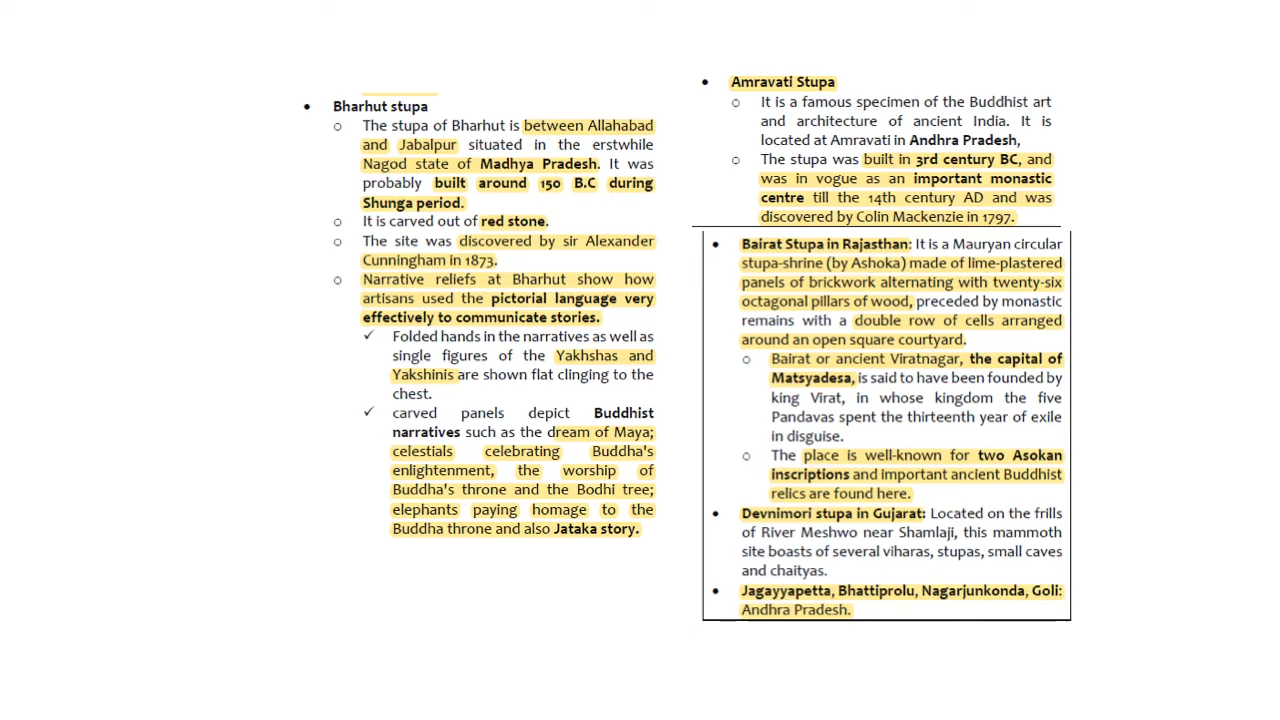 • Bharhut stupa
o The stupa of Bharhut is between Allahabad
and Jabalpur situated in the erstwhile
Nagod state of Madhya Pradesh. It was
probably built around 150 B.C during
Shunga period.
o It is carved out of red stone.
o The site was discovered by sir Alexander
Cunningham in 1873.
o Narrative reliefs at Bharhut show how
artisans used the pictorial language very
effectively to communicate stories.
✓ Folded hands in the narratives as well as
single figures of the Yakhshas and
Yakshinis are shown flat clinging to the
chest.
✓ carved panels depict Buddhist
narratives such as the dream of Maya;
celestials celebrating Buddha's
enlightenment, the worship of
Buddha's throne and the Bodhi tree;
elephants paying homage to the
Buddha throne and also Jataka story.
• Amravati Stupa
o It is a famous specimen of the Buddhist art
and architecture of ancient India. It is
located at Amravati in Andhra Pradesh,
o The stupa was built in 3rd century BC, and
was in vogue as an important monastic
centre till the 14th century AD and was
discovered by Colin Mackenzie in 1797.
• Bairat Stupa in Rajasthan: It is a Mauryan circular
stupa-shrine (by Ashoka) made of lime-plastered
panels of brickwork alternating with twenty-six
octagonal pillars of wood, preceded by monastic
remains with a double row of cells arranged
around an open square courtyard.
o Bairat or ancient Viratnagar, the capital of
Matsyadesa, is said to have been founded by
king Virat, in whose kingdom the five
Pandavas spent the thirteenth year of exile
in disguise.
o The place is well-known for two Asokan
inscriptions and important ancient Buddhist
relics are found here.
• Devnimori stupa in Gujarat: Located on the frills
of River Meshwo near Shamlaji, this mammoth
site boasts of several viharas, stupas, small caves
and chaityas.
• Jagayyapetta, Bhattiprolu, Nagarjunkonda, Goli:
Andhra Pradesh.